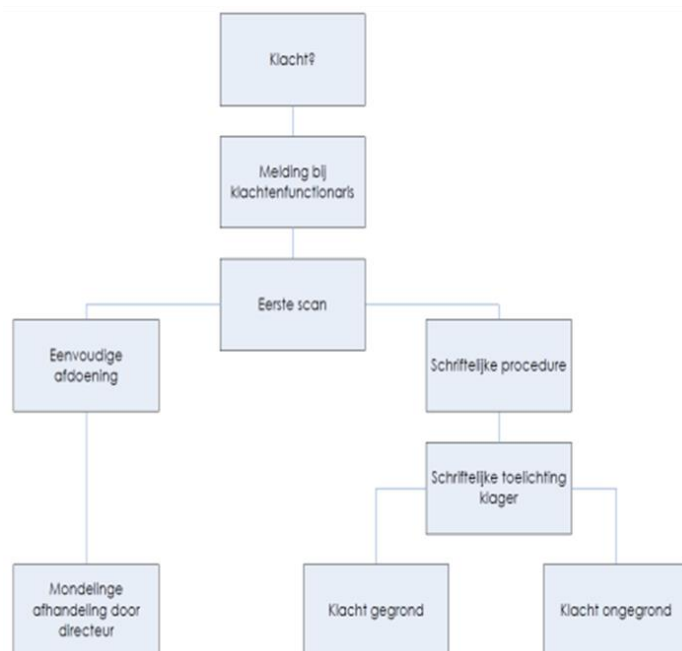 Klacht?
Melding bij
klachtenfunctionaris
Eerste scan
Eenvoudige
afdoening
Schriftelijke procedure
Schriftelijke toelichting
klager
Mondelinge
afhandeling door
directeur
Klacht gegrond
Klacht ongegrond